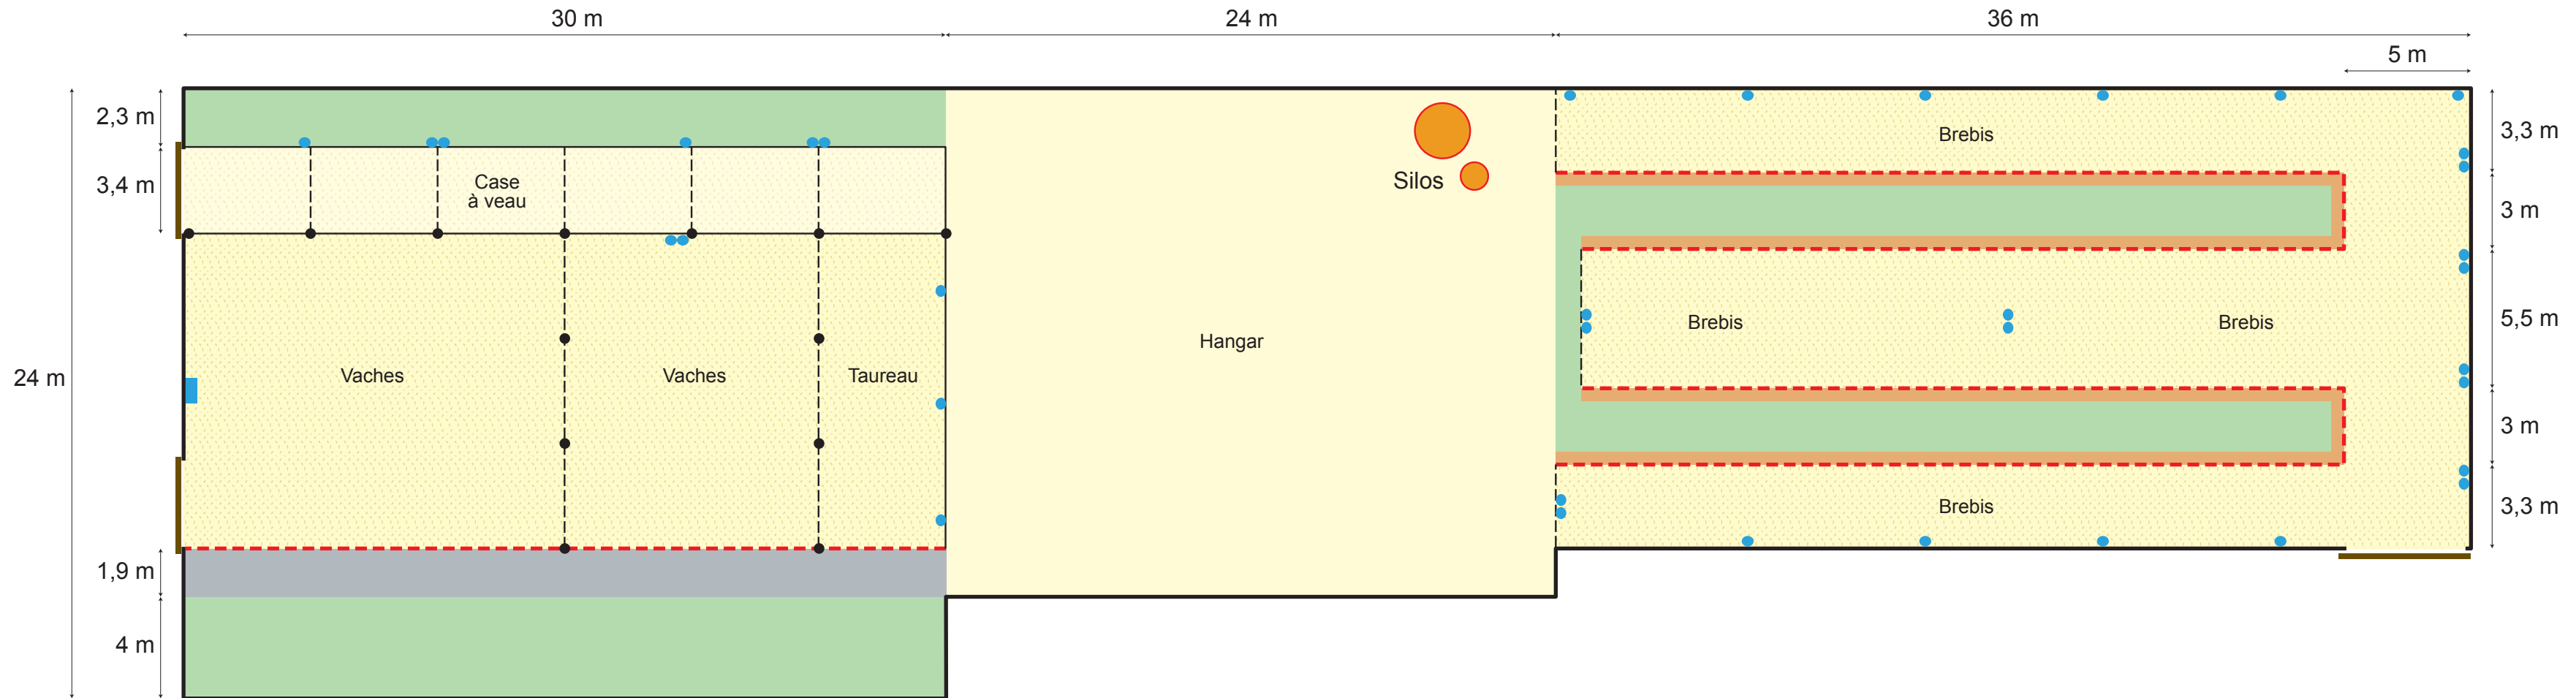 30 m
24 m
36 m
5 m
2,3 m
3,4 m
24 m
1,9 m
4 m
Case
à veau
Vaches
Vaches
Taureau
Hangar
Silos
Brebis
Brebis
Brebis
Brebis
3,3 m
3 m
5,5 m
3 m
3,3 m